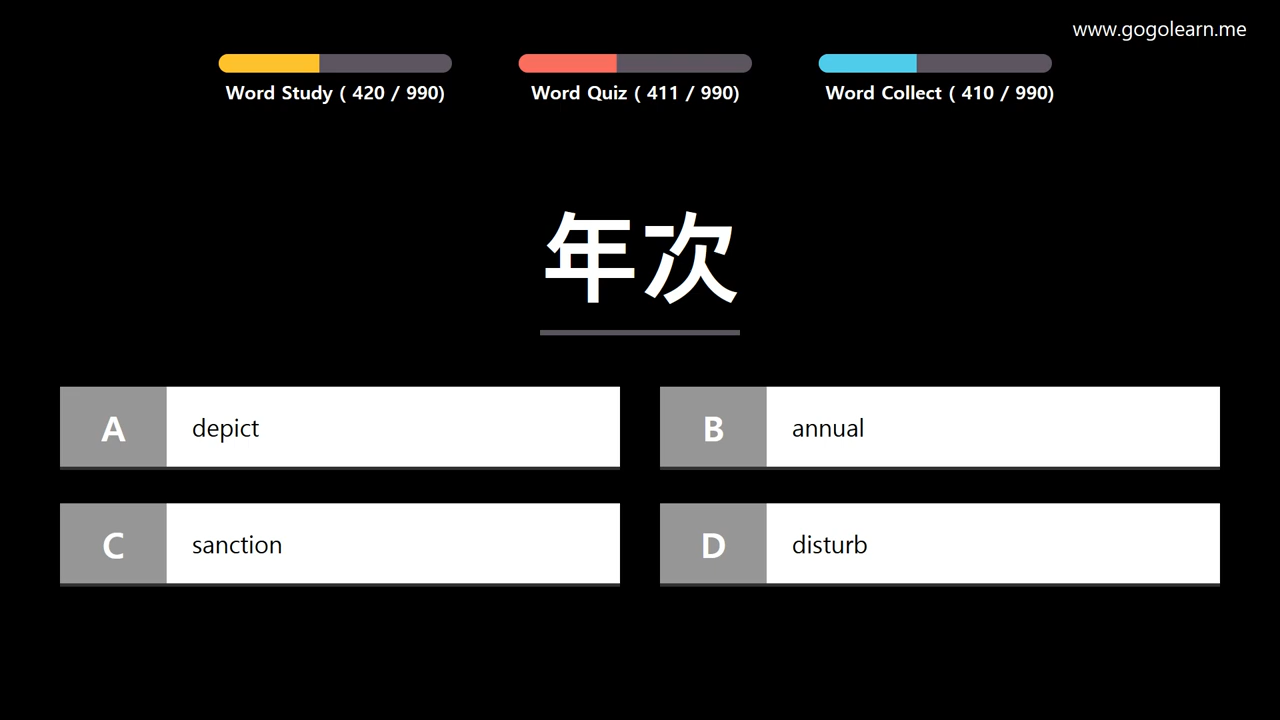 www.gogolearn.me
Word Study ( 420 / 990)
Word Quiz ( 411 / 990)
Word Collect ( 410 / 990)
年次
A depict
B annual
C sanction
D disturb